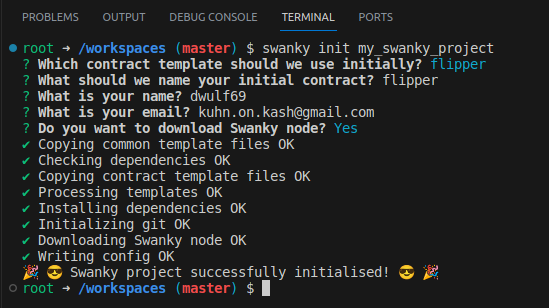 PROBLEMS OUTPUT DEBUG CONSOLE TERMINAL PORTS
root ➜ /workspaces (master) $ swanky init my_swanky_project
? Which contract template should we use initially? flipper
? What should we name your initial contract? flipper
? What is your name? dwulf69
? What is your email? kuhn.on.kash@gmail.com
? Do you want to download Swanky node? Yes
✔ Copying common template files OK
✔ Checking dependencies OK
✔ Copying contract template files OK
✔ Processing templates OK
✔ Installing dependencies OK
✔ Initializing git OK
✔ Downloading Swanky node OK
✔ Writing config OK
🎉 😎 Swanky project successfully initialised! 😎 🎉
root ➜ /workspaces (master) $